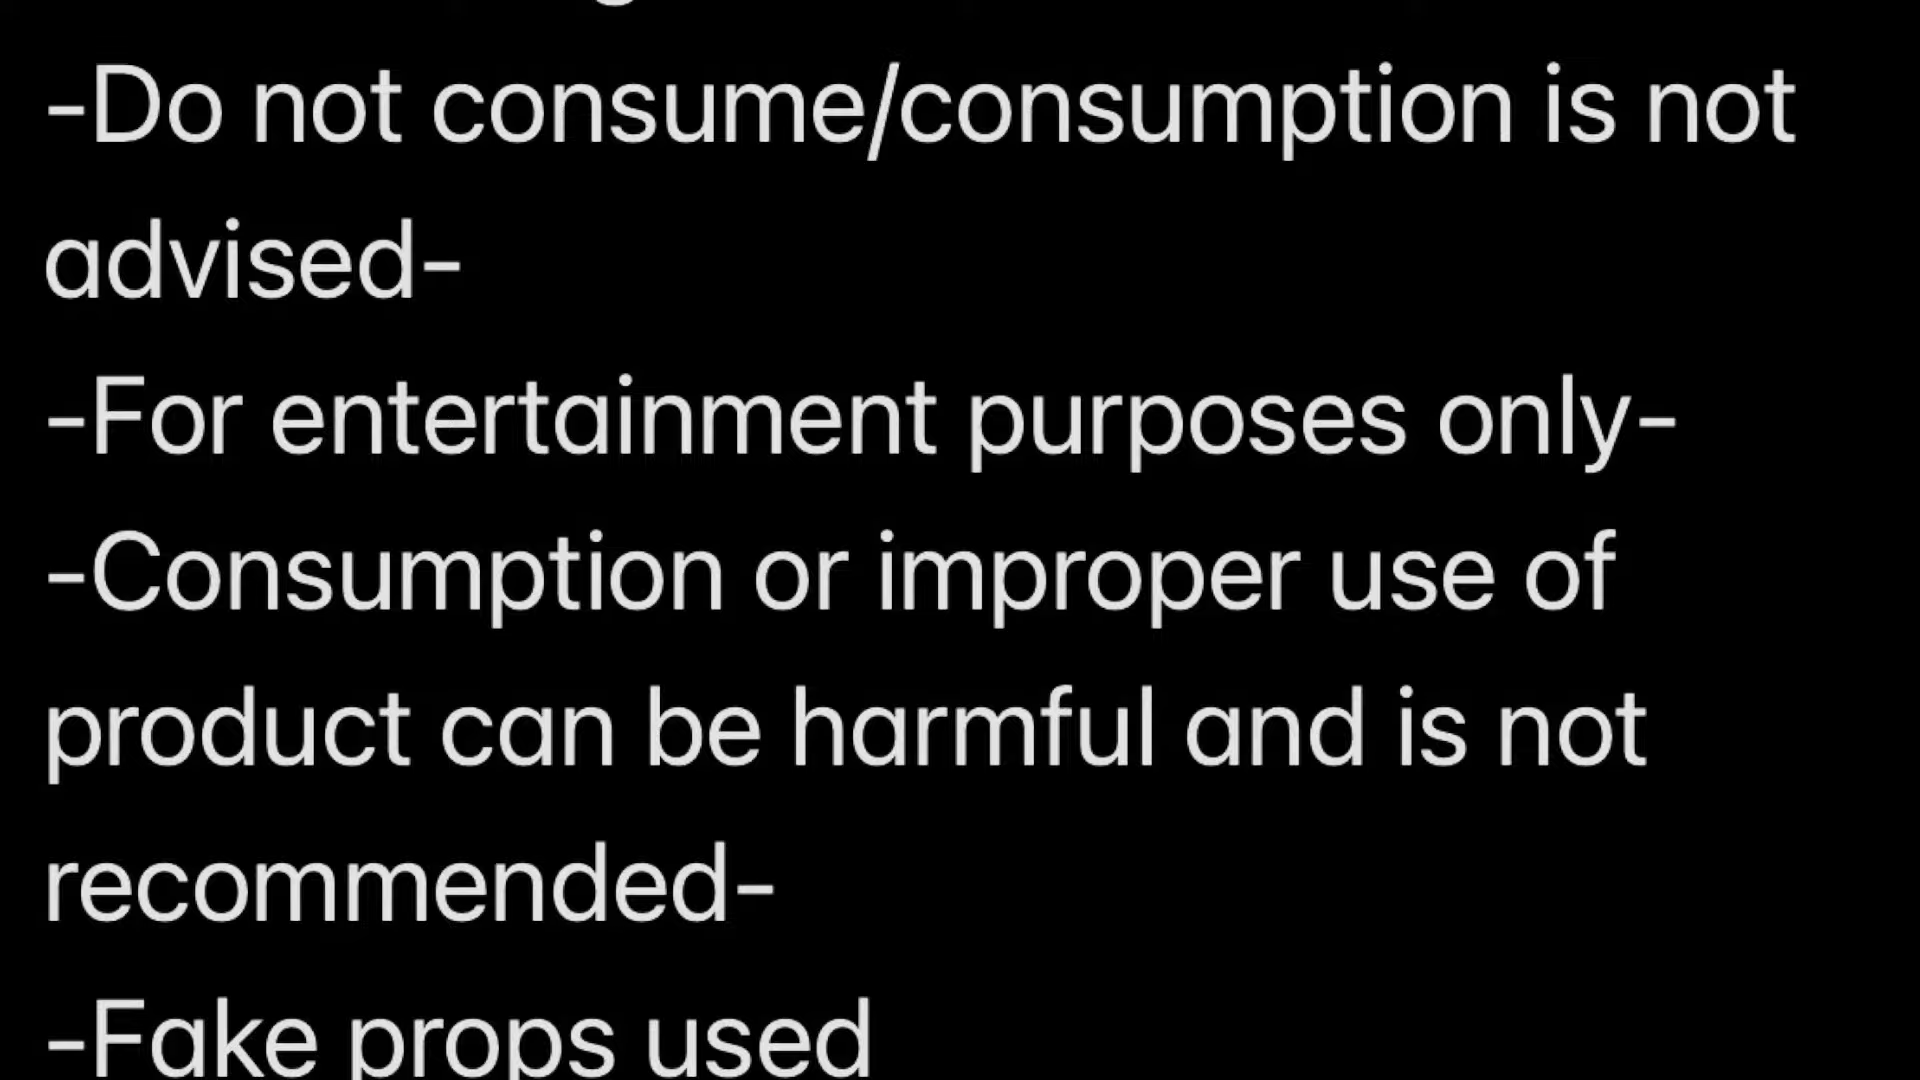 -Do not consume/consumption is not
advised-
-For entertainment purposes only-
-Consumption or improper use of
product can be harmful and is not
recommended-
-Fake props used